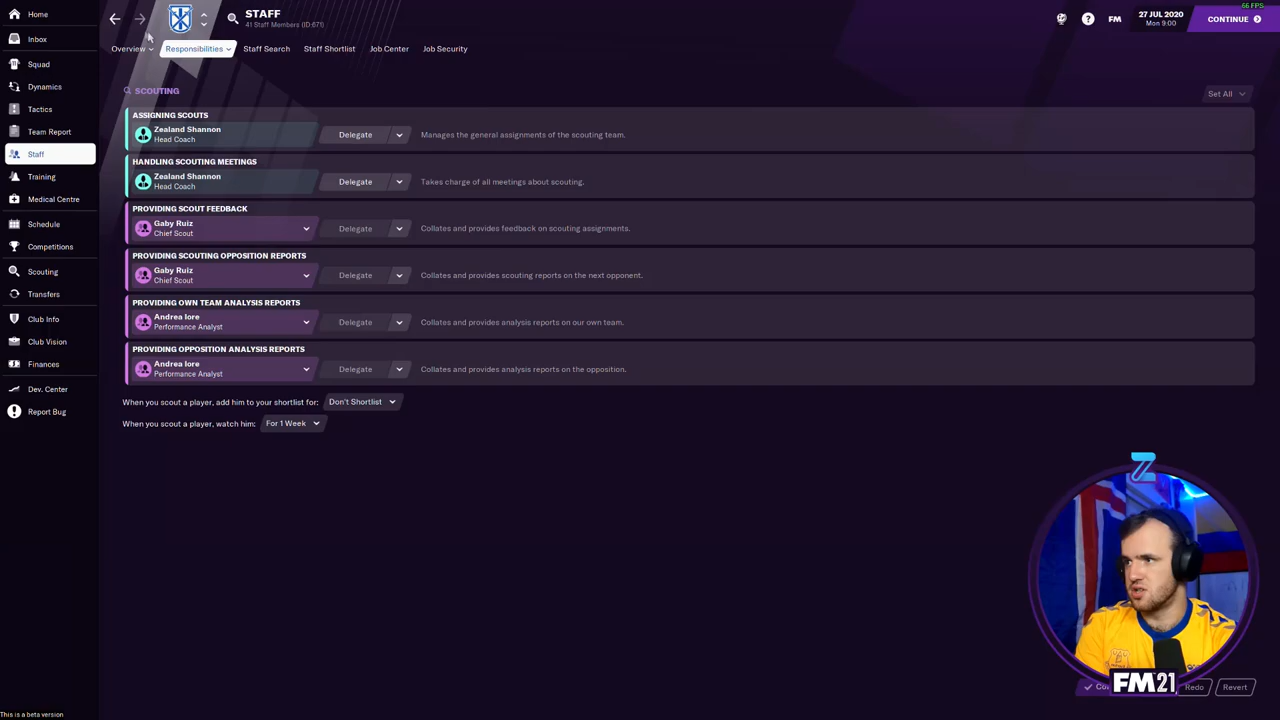 66 FPS
Home
STAFF
41 Staff Members (ID:671)
FM
27 JUL 2020
Mon 9:00
CONTINUE
Inbox
Overview
Responsibilities
Staff Search
Staff Shortlist
Job Center
Job Security
Squad
Dynamics
Tactics
Team Report
Staff
Training
Medical Centre
Schedule
Competitions
Scouting
Transfers
Club Info
Club Vision
Finances
Dev. Center
Report Bug
SCOUTING
Set All
ASSIGNING SCOUTS
Zealand Shannon
Head Coach
Delegate
Manages the general assignments of the scouting team.
HANDLING SCOUTING MEETINGS
Zealand Shannon
Head Coach
Delegate
Takes charge of all meetings about scouting.
PROVIDING SCOUT FEEDBACK
Gaby Ruiz
Chief Scout
Delegate
Collates and provides feedback on scouting assignments.
PROVIDING SCOUTING OPPOSITION REPORTS
Gaby Ruiz
Chief Scout
Delegate
Collates and provides scouting reports on the next opponent.
PROVIDING OWN TEAM ANALYSIS REPORTS
Andrea Iore
Performance Analyst
Delegate
Collates and provides analysis reports on our own team.
PROVIDING OPPOSITION ANALYSIS REPORTS
Andrea Iore
Performance Analyst
Delegate
Collates and provides analysis reports on the opposition.
When you scout a player, add him to your shortlist for: Don't Shortlist
When you scout a player, watch him: For 1 Week
Z
FM21
Redo
Revert
This is a beta version